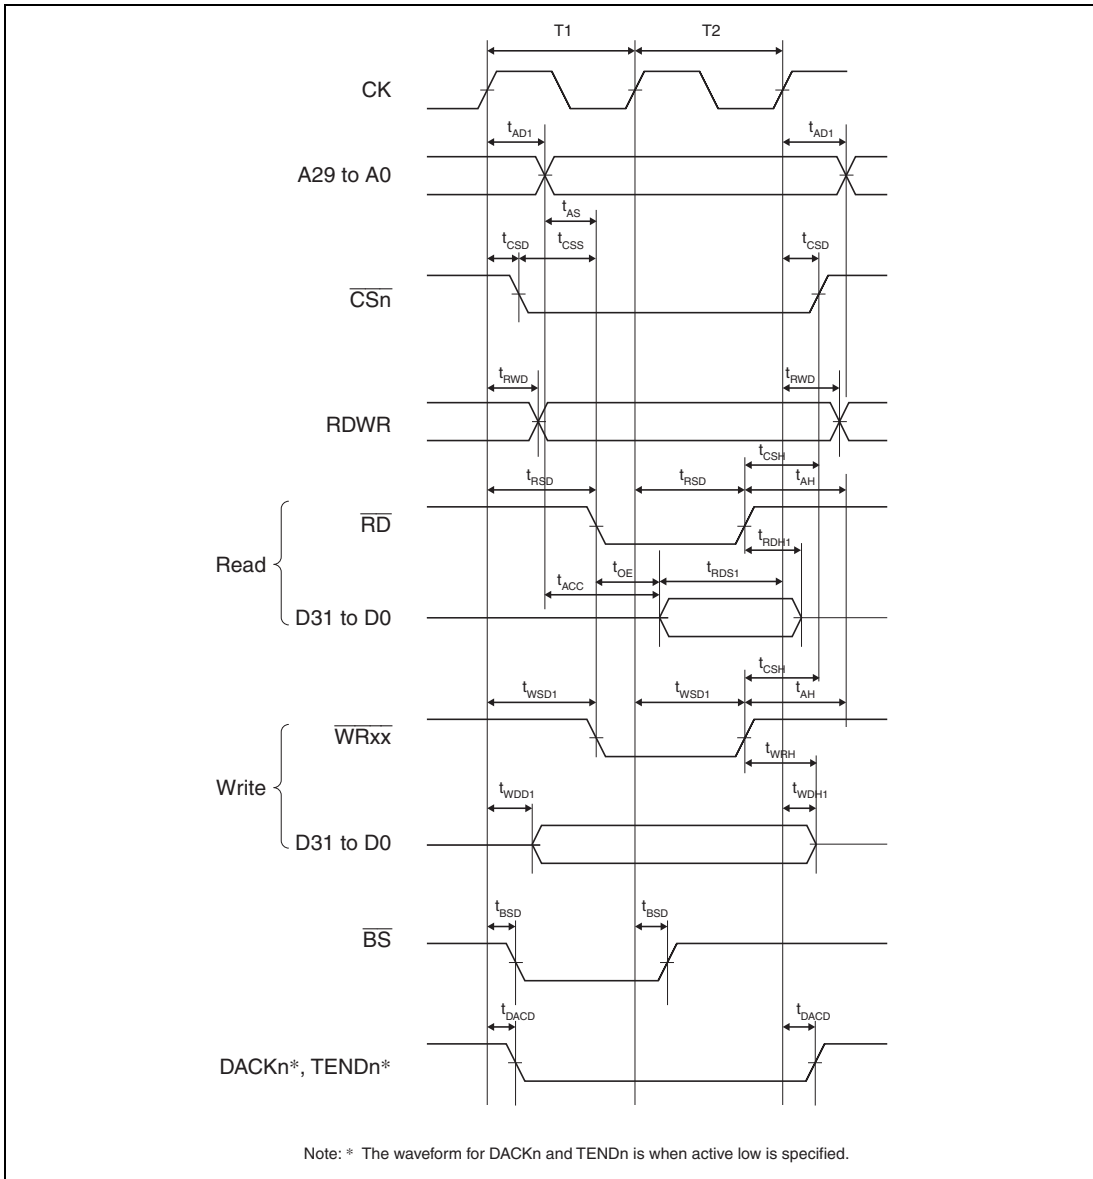 T1 T2
CK
tAD1 tAD1
A29 to A0
tAS
tCSD tCSS tCSD
CSn
tRWD tRWD
RDWR
tCSH
tRSD tRSD tAH
RD
tRDH1
Read
tOE tRDS1
tACC
D31 to D0
tCSH
tWSD1 tWSD1 tAH
WRxx
tWRH
Write
tWDD1 tWDH1
D31 to D0
tBSD tBSD
BS
tDACD tDACD
DACKn*, TENDn*
Note: * The waveform for DACKn and TENDn is when active low is specified.